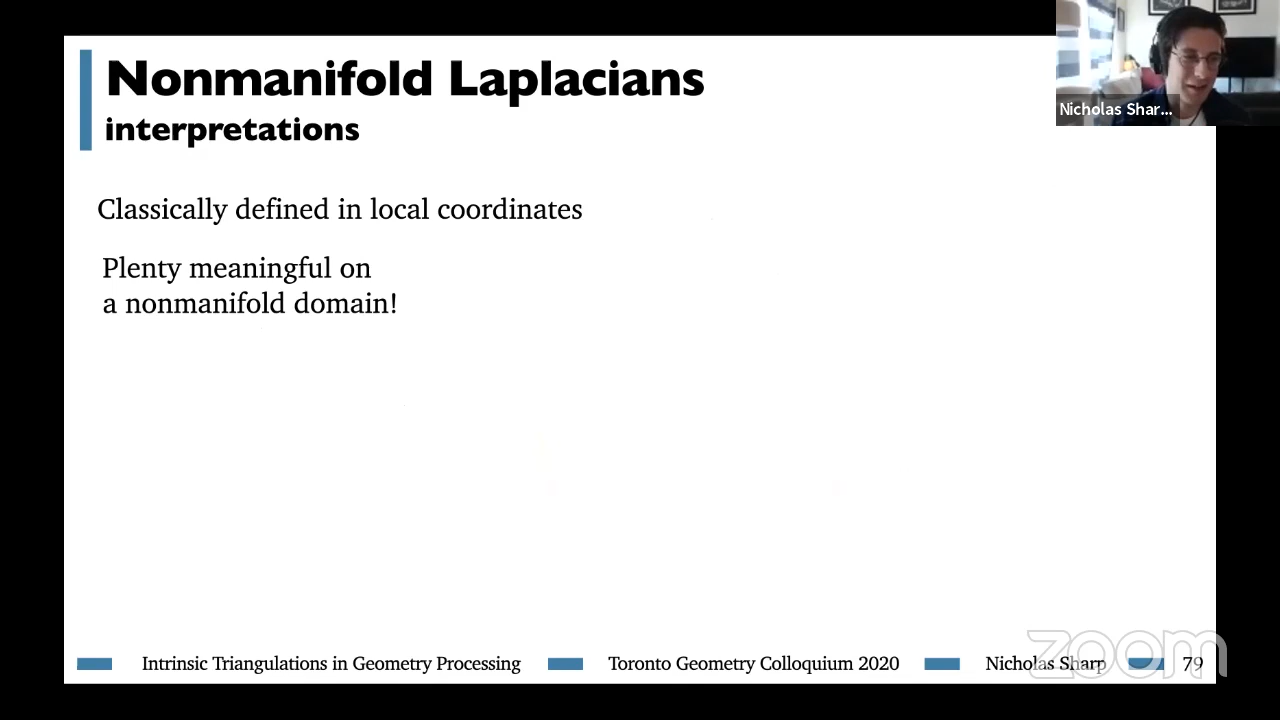 Nonmanifold Laplacians
interpretations
Nicholas Shar...
Classically defined in local coordinates
Plenty meaningful on
a nonmanifold domain!
Intrinsic Triangulations in Geometry Processing
Toronto Geometry Colloquium 2020
Nicholas Sharp
79
zoom